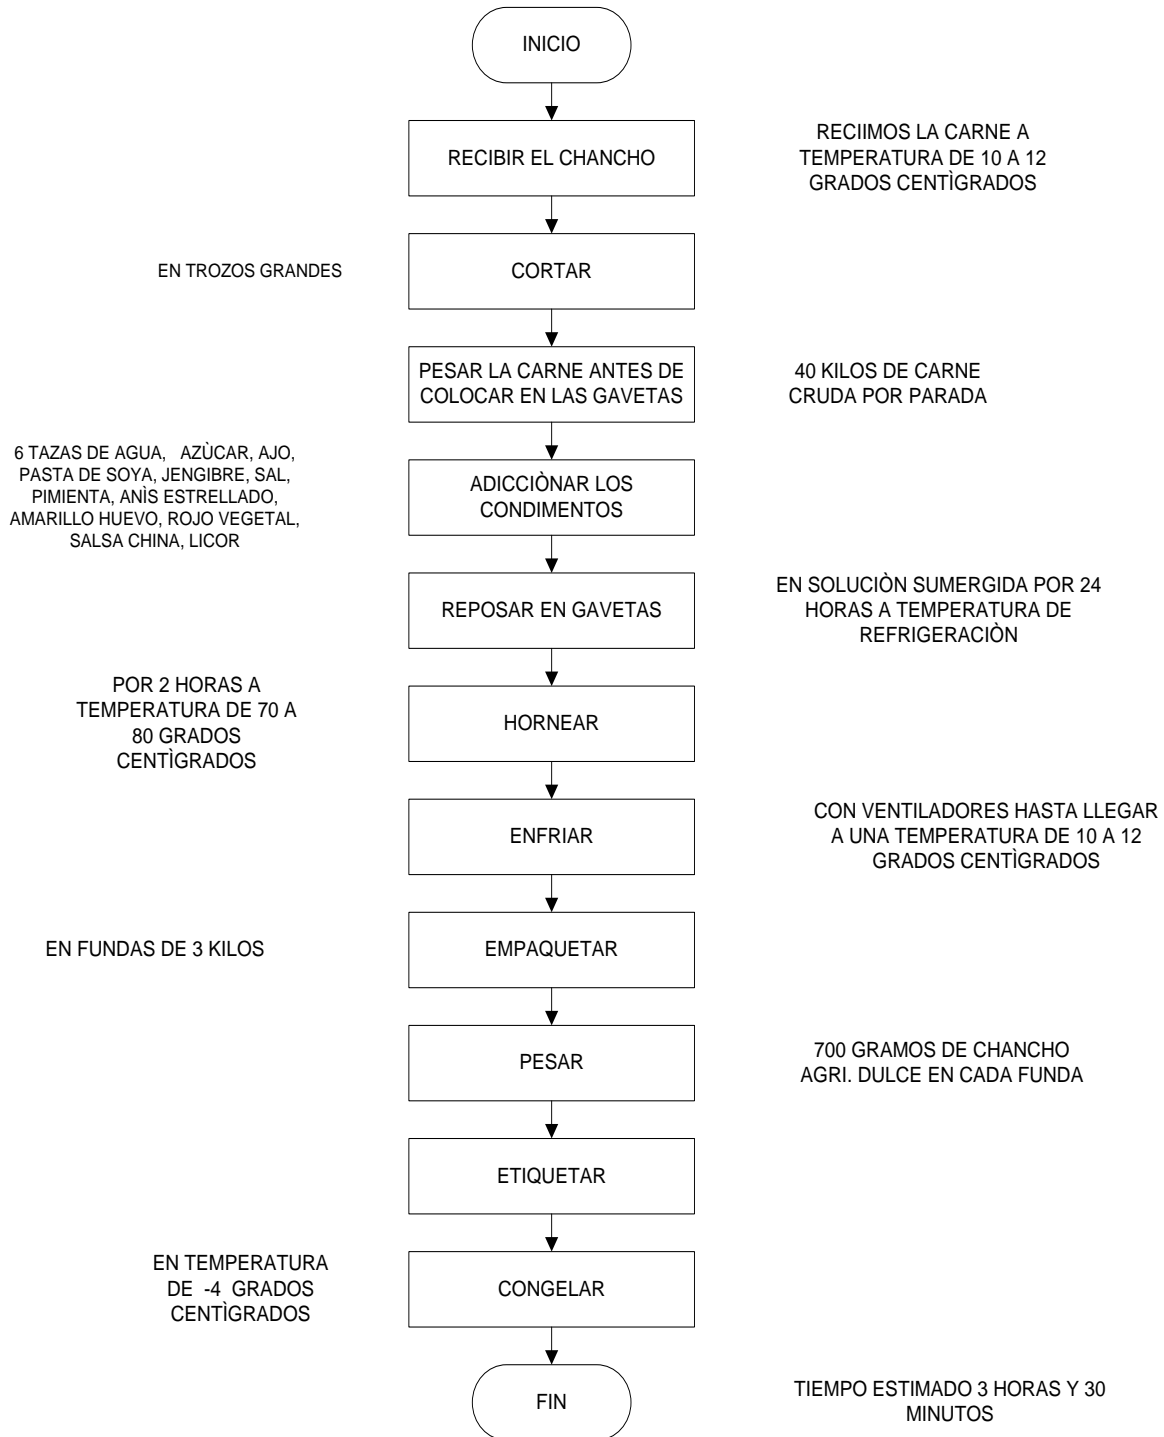 INICIO
RECIBIR EL CHANCHO
RECIIMOS LA CARNE A
TEMPERATURA DE 10 A 12
GRADOS CENTÌGRADOS
EN TROZOS GRANDES
CORTAR
PESAR LA CARNE ANTES DE
COLOCAR EN LAS GAVETAS
40 KILOS DE CARNE
CRUDA POR PARADA
6 TAZAS DE AGUA, AZÙCAR, AJO,
PASTA DE SOYA, JENGIBRE, SAL,
PIMIENTA, ANÌS ESTRELLADO,
AMARILLO HUEVO, ROJO VEGETAL,
SALSA CHINA, LICOR
ADICCIÒNAR LOS
CONDIMENTOS
REPOSAR EN GAVETAS
EN SOLUCIÒN SUMERGIDA POR 24
HORAS A TEMPERATURA DE
REFRIGERACIÒN
POR 2 HORAS A
TEMPERATURA DE 70 A
80 GRADOS
CENTÌGRADOS
HORNEAR
ENFRIAR
CON VENTILADORES HASTA LLEGAR
A UNA TEMPERATURA DE 10 A 12
GRADOS CENTÌGRADOS
EN FUNDAS DE 3 KILOS
EMPAQUETAR
PESAR
700 GRAMOS DE CHANCHO
AGRI. DULCE EN CADA FUNDA
ETIQUETAR
EN TEMPERATURA
DE -4 GRADOS
CENTÌGRADOS
CONGELAR
FIN
TIEMPO ESTIMADO 3 HORAS Y 30
MINUTOS